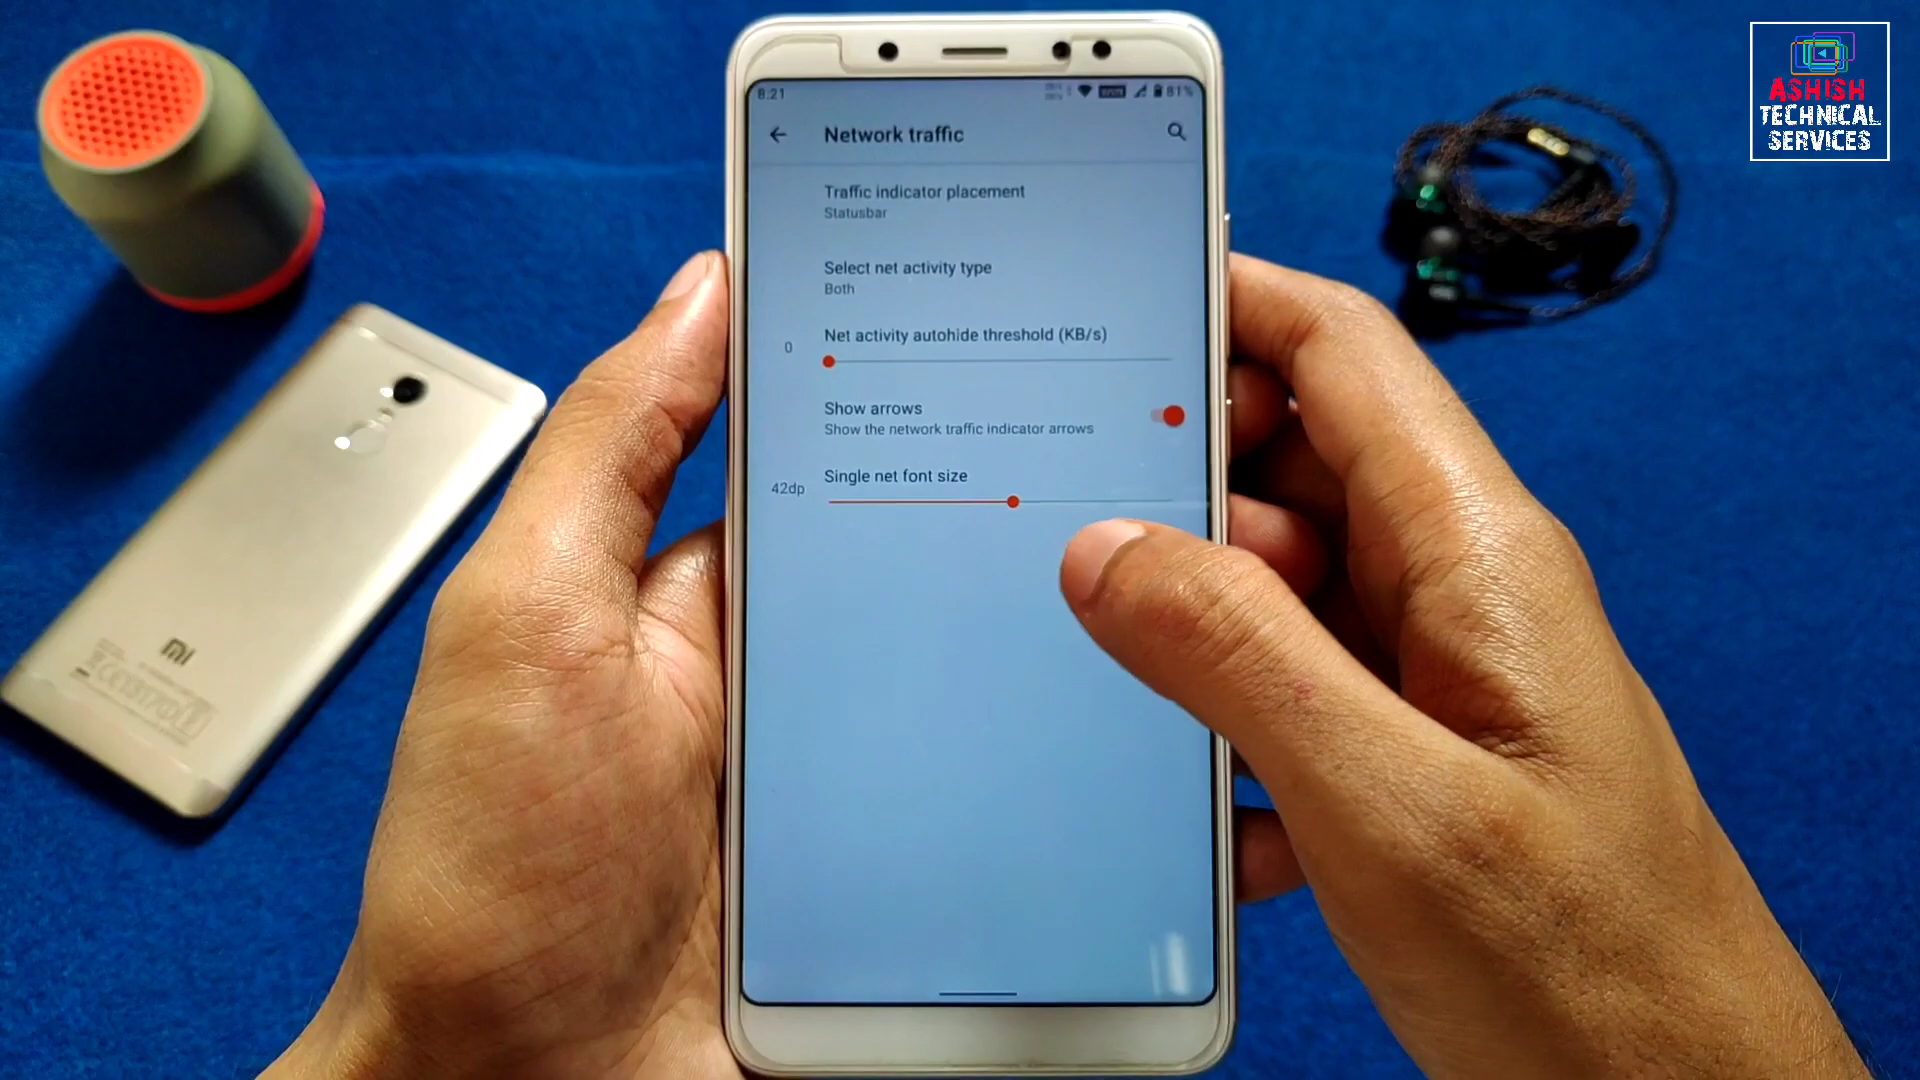 8:21
81%
Network traffic
Traffic indicator placement
Statusbar
Select net activity type
Both
Net activity autohide threshold (KB/s)
0
Show arrows
Show the network traffic indicator arrows
Single net font size
42dp
ASHISH
TECHNICAL
SERVICES
MI